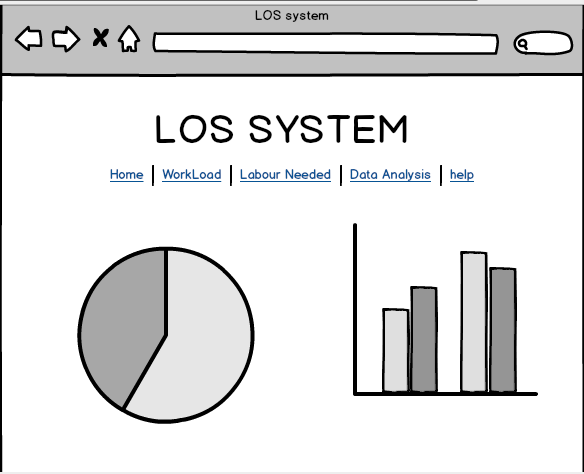 LOS system
LOS SYSTEM
Home | WorkLoad | Labour Needed | Data Analysis | help